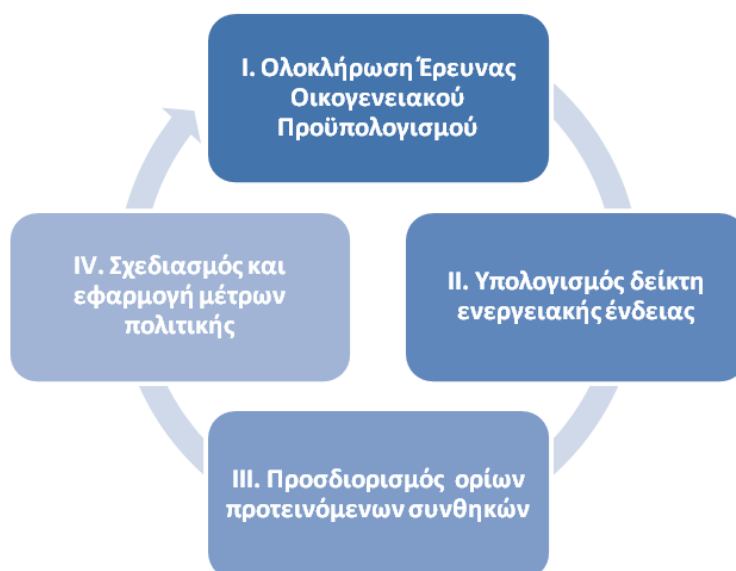 I. Ολοκλήρωση Έρευνας
Οικογενειακού
Προϋπολογισμού
II. Υπολογισμός δείκτη
ενεργειακής ένδειας
III. Προσδιορισμός ορίων
προτεινόμενων συνθηκών
IV. Σχεδιασμός και
εφαρμογή μέτρων
πολιτικής